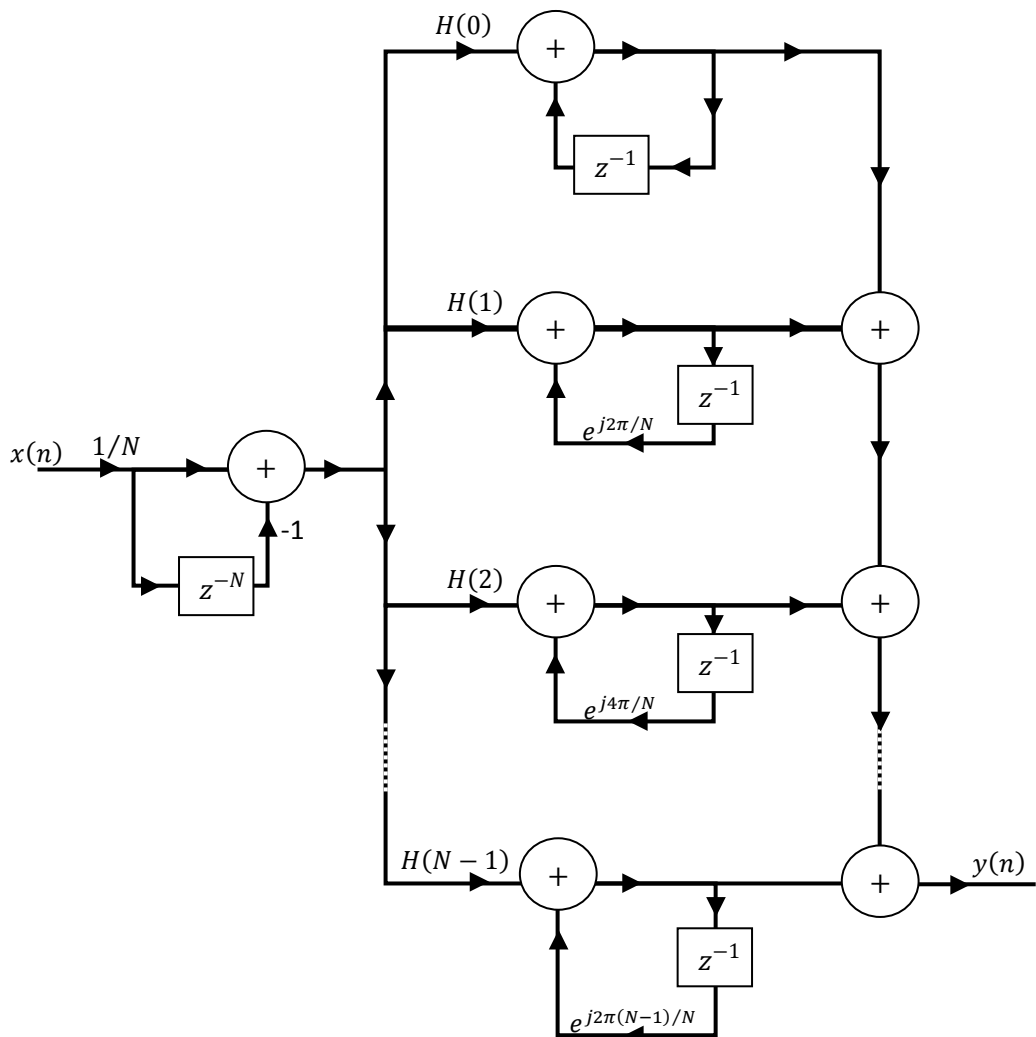 H(0)
+
z^{-1}
H(1)
+
+
z^{-1}
e^{j2π/N}
x(n)
1/N
+
-1
z^{-N}
H(2)
+
+
z^{-1}
e^{j4π/N}
H(N − 1)
+
+
y(n)
z^{-1}
e^{j2π(N−1)/N}